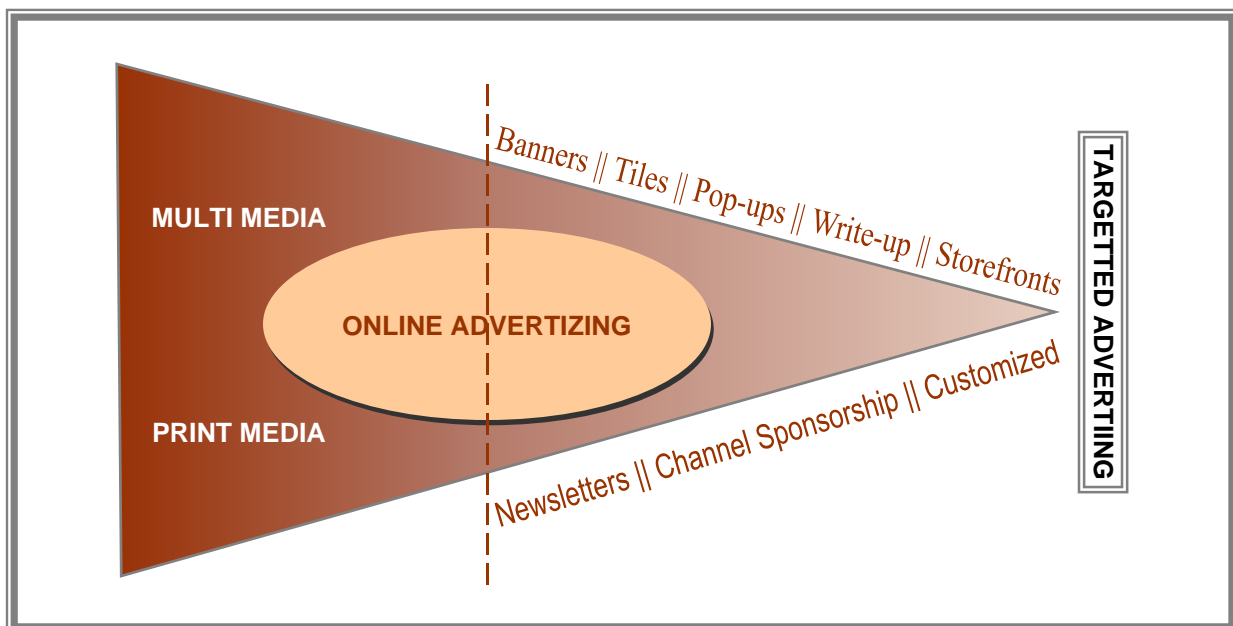 Banners || Tiles || Pop-ups || Write-up || Storefronts
MULTI MEDIA
ONLINE ADVERTIZING
PRINT MEDIA
Newsletters || Channel Sponsorship || Customized
TARGETTED ADVERTIING